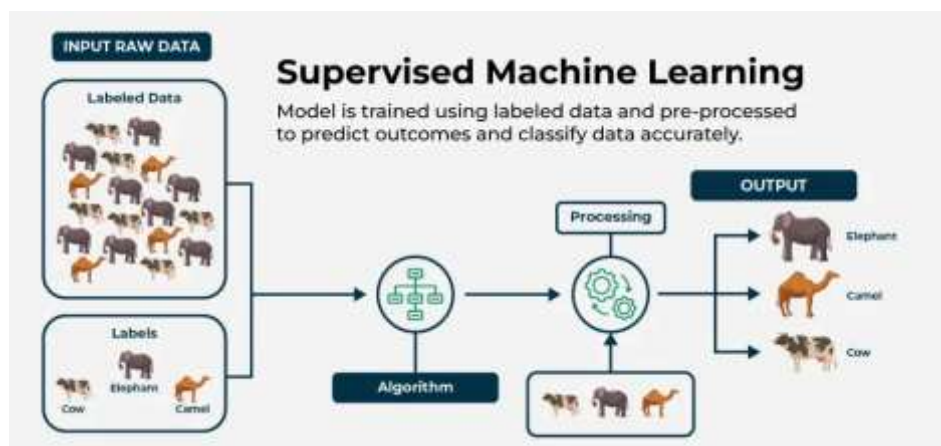 INPUT RAW DATA
Supervised Machine Learning
Model is trained using labeled data and pre-processed
to predict outcomes and classify data accurately.
Labeled Data
Labels
Elephant
Cow
Camel
Algorithm
Processing
OUTPUT
Elephant
Camel
Cow